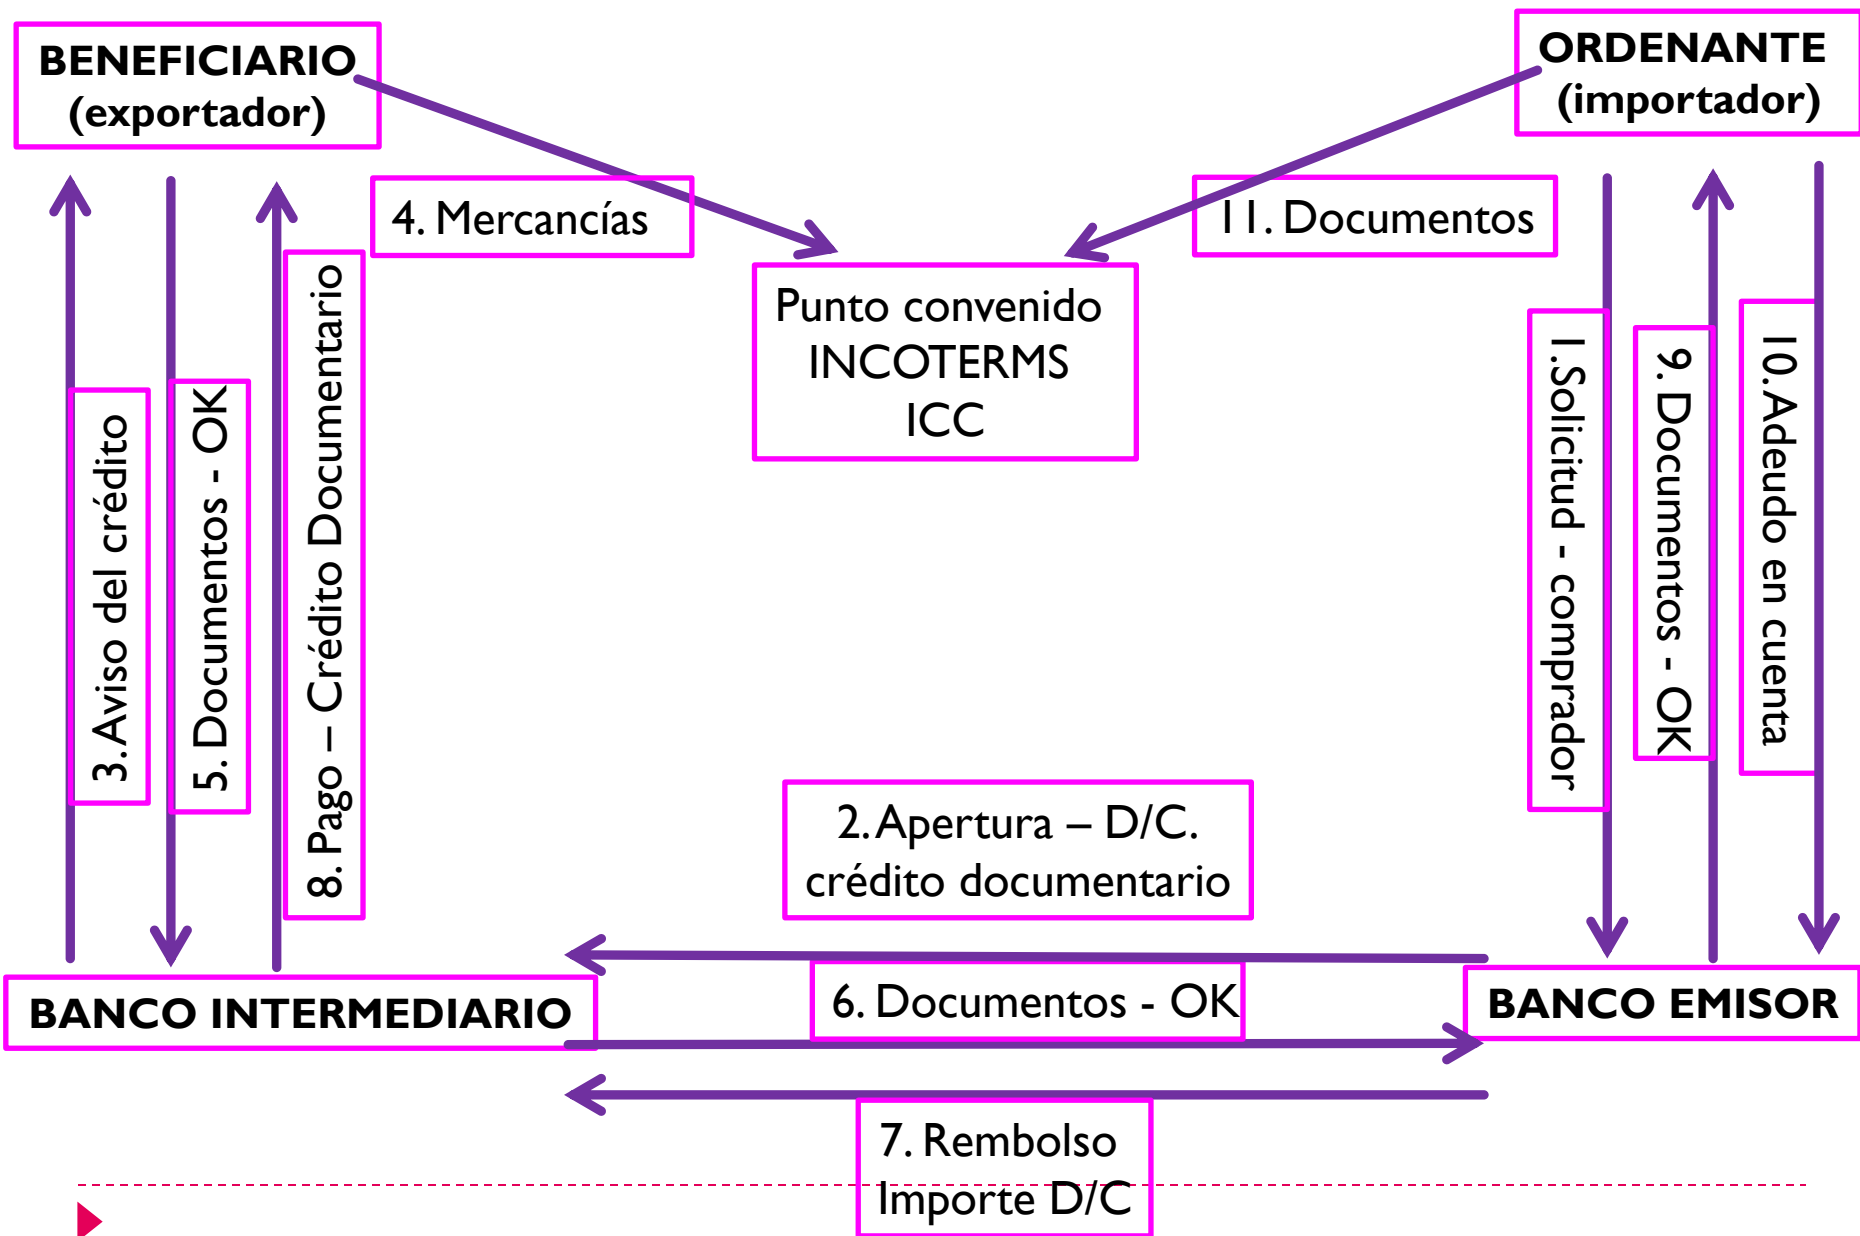 BENEFICIARIO
(exportador)
ORDENANTE
(importador)
4. Mercancías
11. Documentos
Punto convenido
INCOTERMS
ICC
3. Aviso del crédito
5. Documentos - OK
8. Pago – Crédito Documentario
1. Solicitud - comprador
9. Documentos - OK
10. Adeudo en cuenta
2. Apertura – D/C.
crédito documentario
BANCO INTERMEDIARIO
6. Documentos - OK
BANCO EMISOR
7. Rembolso
Importe D/C